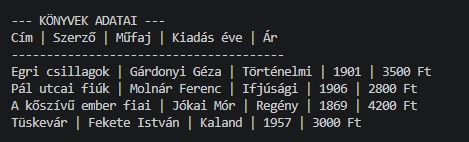 --- KÖNYVEK ADATAI ---
Cím | Szerző | Műfaj | Kiadás éve | Ár
-------------------------------------
Egri csillagok | Gárdonyi Géza | Történelmi | 1901 | 3500 Ft
Pál utcai fiúk | Molnár Ferenc | Ifjúsági | 1906 | 2800 Ft
A kőszívű ember fiai | Jókai Mór | Regény | 1869 | 4200 Ft
Tüskevár | Fekete István | Kaland | 1957 | 3000 Ft